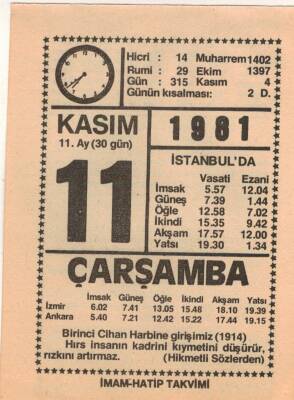 Hicri : 14 Muharrem 1402
Rumi : 29 Ekim 1397
Gün : 315 Kasım 4
Günün kısalması: 2 D.
KASIM
11. Ay (30 gün)
11
1981
İSTANBUL'DA
Vasati Ezani
İmsak 5.57 12.04
Güneş 7.39 1.44
Öğle 12.58 7.02
İkindi 15.35 9.42
Akşam 17.57 12.00
Yatsı 19.30 1.34
ÇARŞAMBA
İmsak Güneş Öğle İkindi Akşam Yatsı
İzmir 6.02 7.41 13.05 15.48 18.10 19.39
Ankara 5.40 7.21 12.42 15.22 17.44 19.15
Birinci Cihan Harbine girişimiz (1914)
Hırs insanın kadrini kıymetini düşürür,
rızkını artırmaz. (Hikmetli Sözlerden)
İMAM-HATİP TAKVİMİ